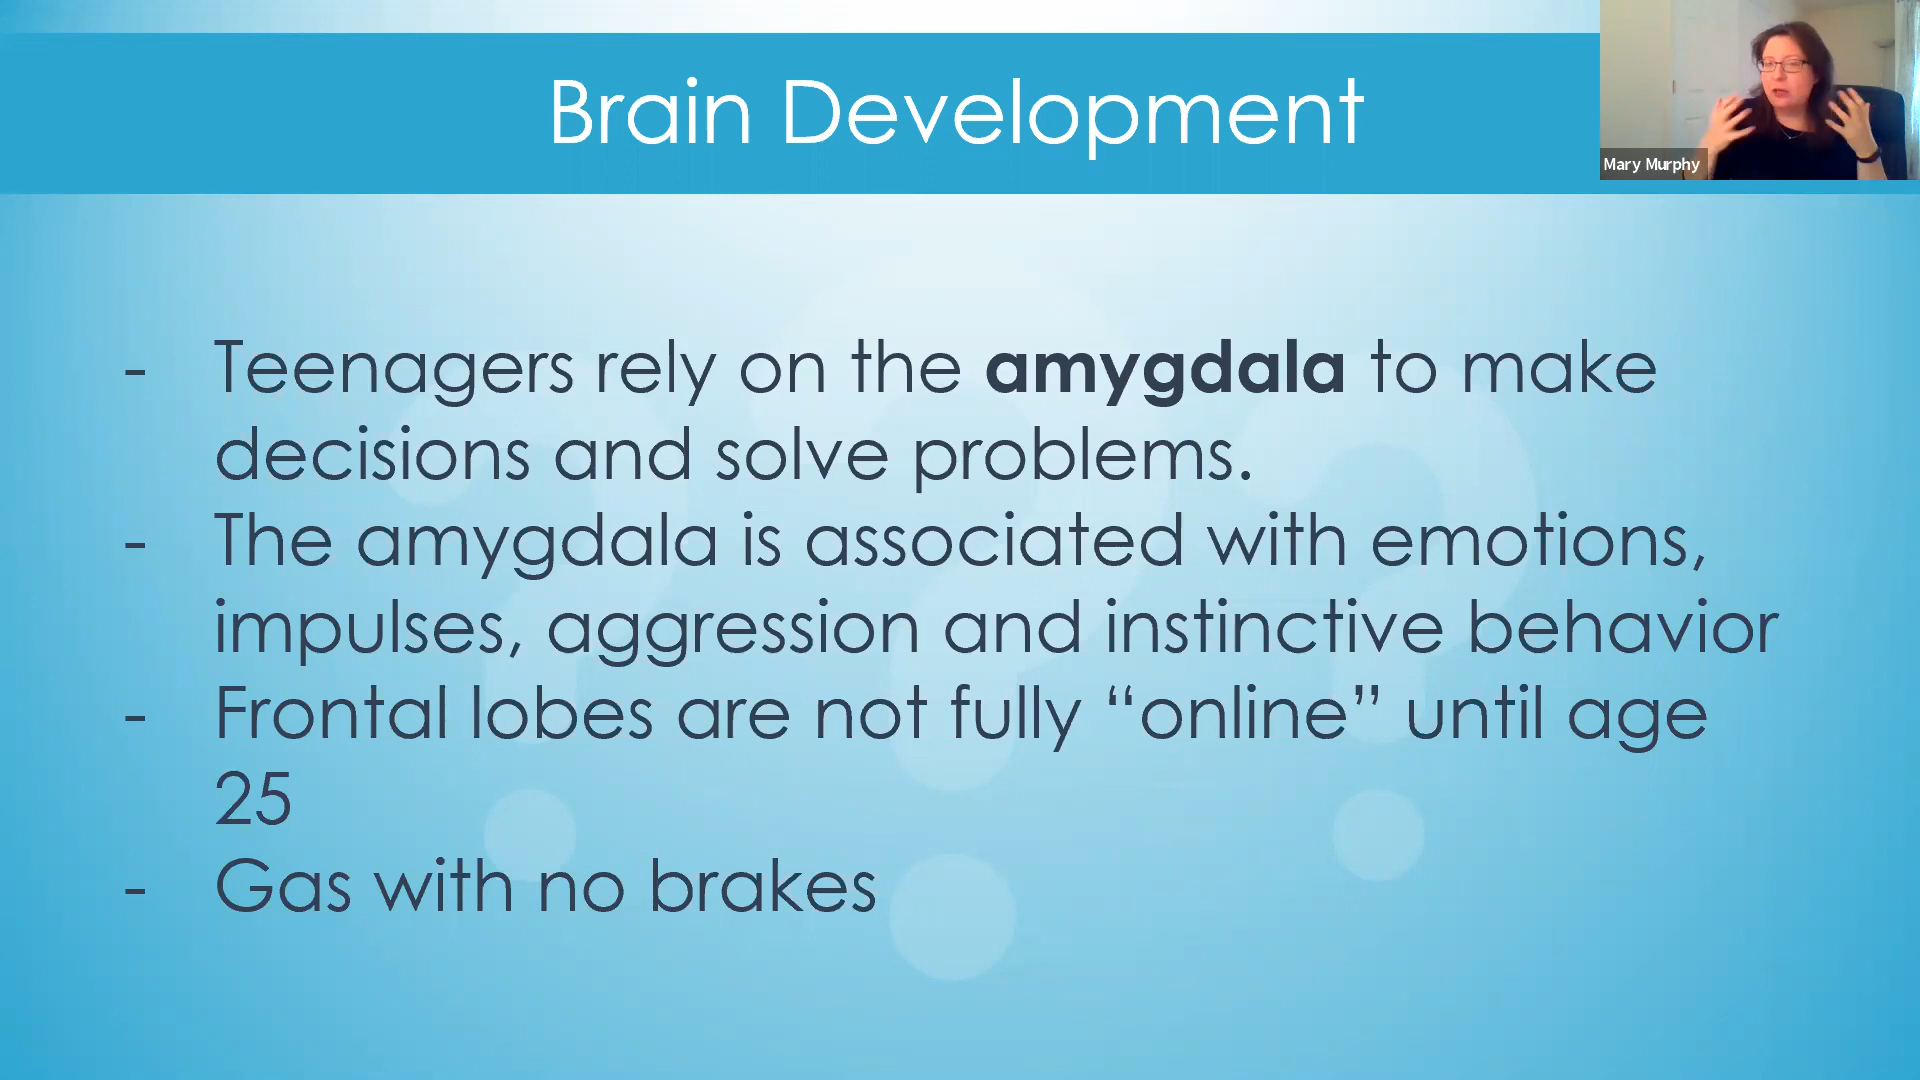 Brain Development
Mary Murphy
- Teenagers rely on the amygdala to make
decisions and solve problems.
- The amygdala is associated with emotions,
impulses, aggression and instinctive behavior
- Frontal lobes are not fully “online” until age
25
- Gas with no brakes